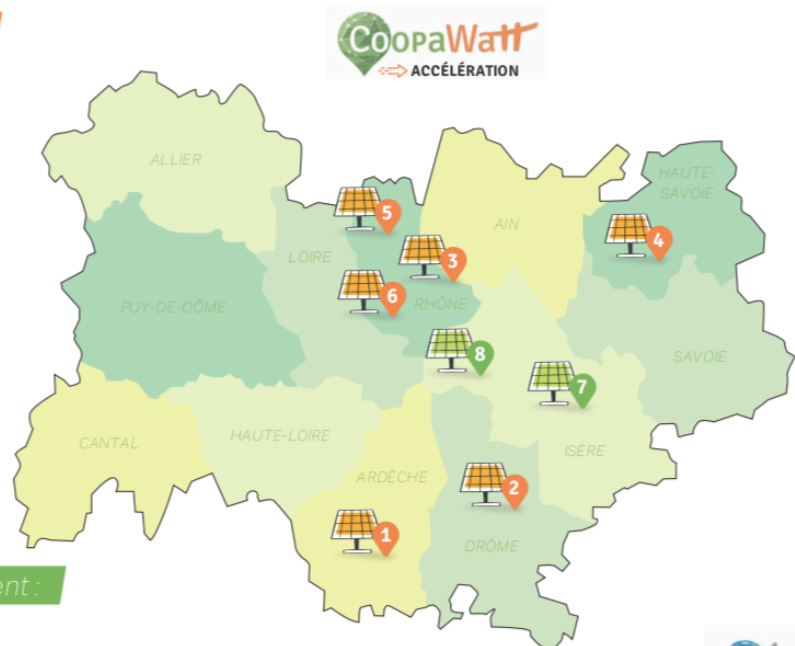 CoopaWatt
ACCÉLÉRATION
ALLIER
HAUTE-
SAVOIE
5
AIN
4
LOIRE
3
6
RHÔNE
PUY-DE-DÔME
8
SAVOIE
7
CANTAL
HAUTE-LOIRE
ISÈRE
ARDÈCHE
2
1
DRÔME
ent :